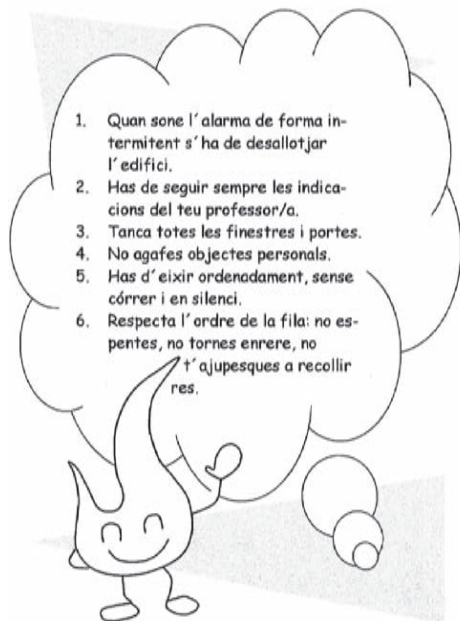 1. Quan sone l´alarma de forma in-
termitent s´ha de desallotjar
l´edifici.
2. Has de seguir sempre les indica-
cions del teu professor/a.
3. Tanca totes les finestres i portes.
4. No agafes objectes personals.
5. Has d´eixir ordenadament, sense
córrer i en silenci.
6. Respecta l´ordre de la fila: no es-
pentes, no tornes enrere, no
t´ajupesques a recollir
res.